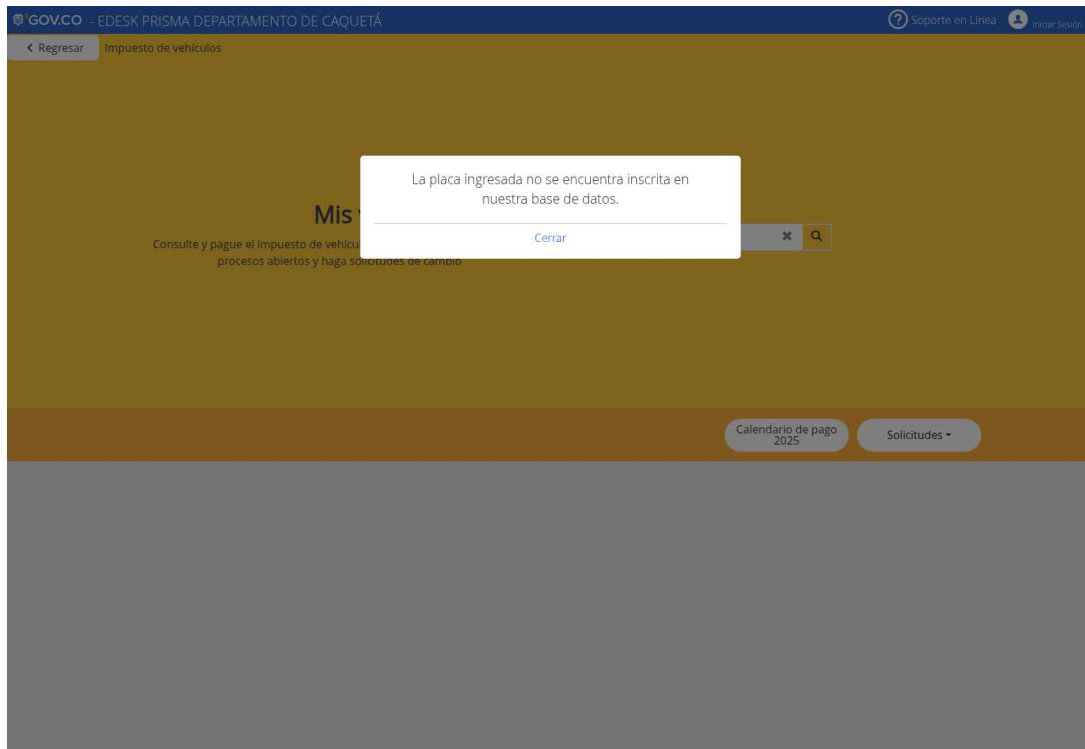 GOV.CO - EDESK PRISMA DEPARTAMENTO DE CAQUETÁ
Soporte en Línea
Iniciar Sesión
Regresar
Impuesto de vehículos
La placa ingresada no se encuentra inscrita en
nuestra base de datos.
Cerrar
Mis
Consulte y pague el impuesto de
procesos abiertos y haga solicitudes de cambio
Calendario de pago
2025
Solicitudes